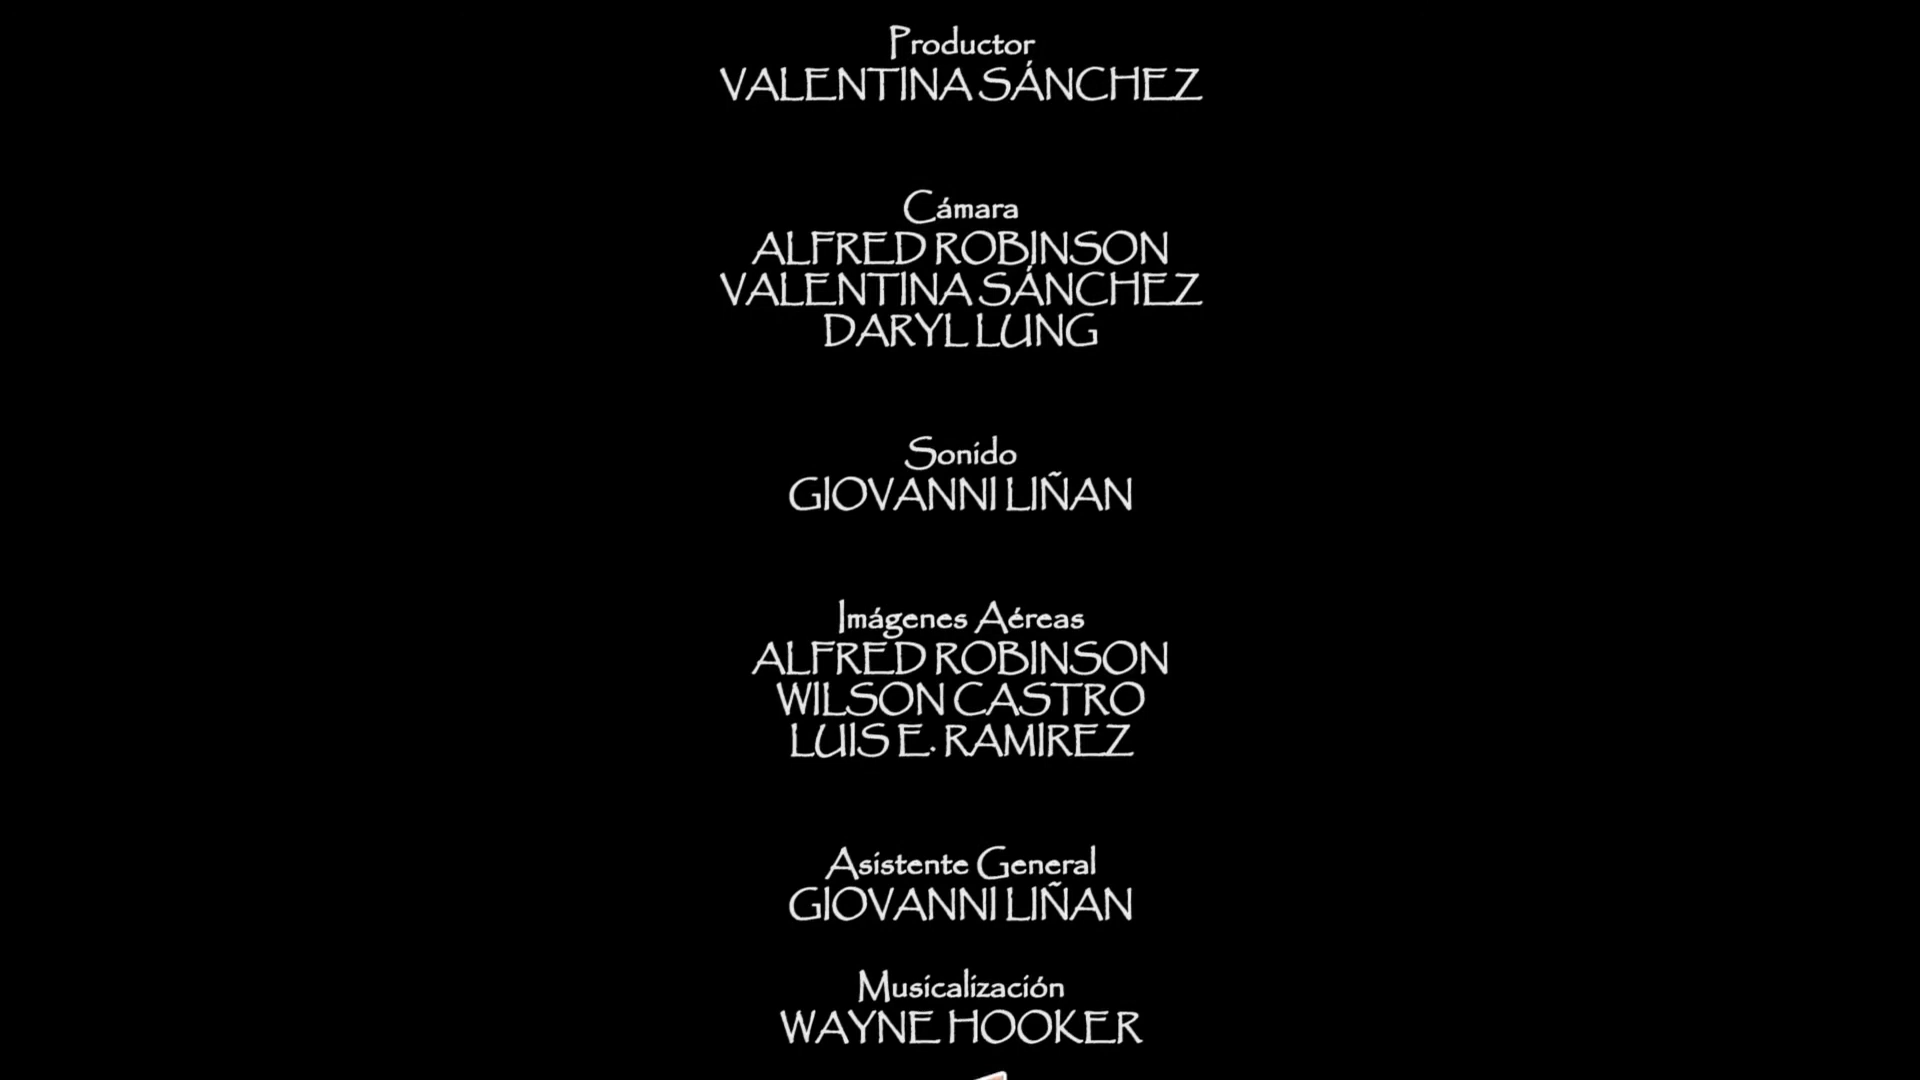 Productor
VALENTINA SÁNCHEZ
Cámara
ALFRED ROBINSON
VALENTINA SÁNCHEZ
DARYL LUNG
Sonido
GIOVANNI LIÑAN
Imágenes Aéreas
ALFRED ROBINSON
WILSON CASTRO
LUIS E. RAMIREZ
Asistente General
GIOVANNI LIÑAN
Musicalización
WAYNE HOOKER